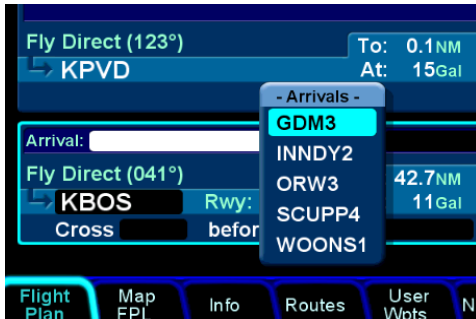 Fly Direct (123°)
To: 0.1NM
KPVD
At: 15Gal
- Arrivals -
GDM3
INNDY2
ORW3
SCUPP4
WOONS1
Arrival:
Fly Direct (041°)
42.7NM
KBOS Rwy:
11Gal
Cross befor
Flight Plan
Map FPL
Info
Routes
User Wpts
N